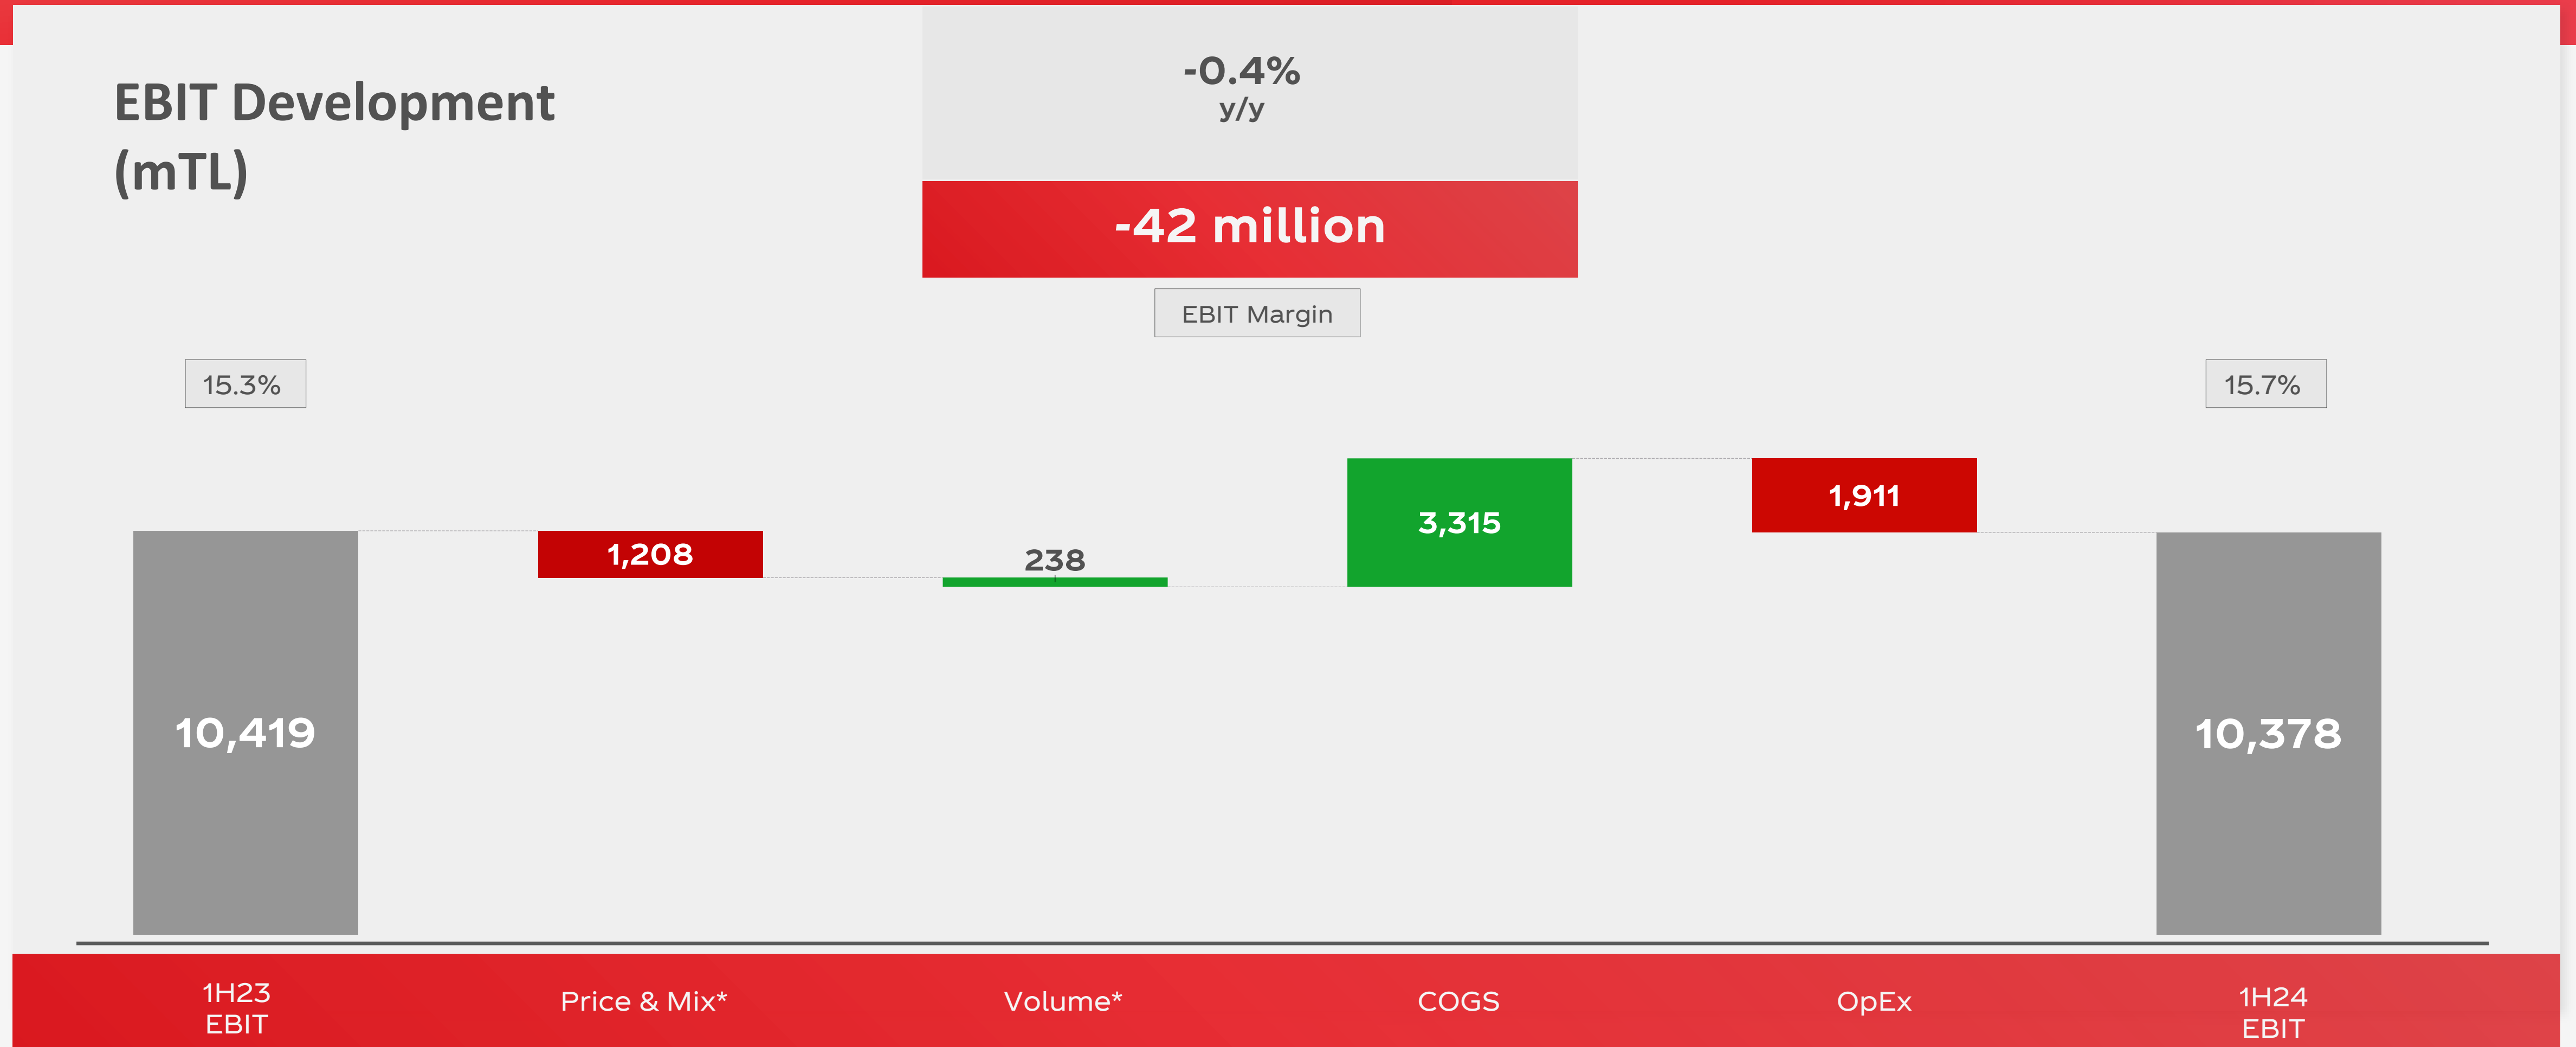 EBIT Development
(mTL)
-0.4%
y/y
-42 million
EBIT Margin
15.3%
15.7%
10,419
1,208
238
3,315
1,911
10,378
1H23
EBIT
Price & Mix*
Volume*
COGS
OpEx
1H24
EBIT